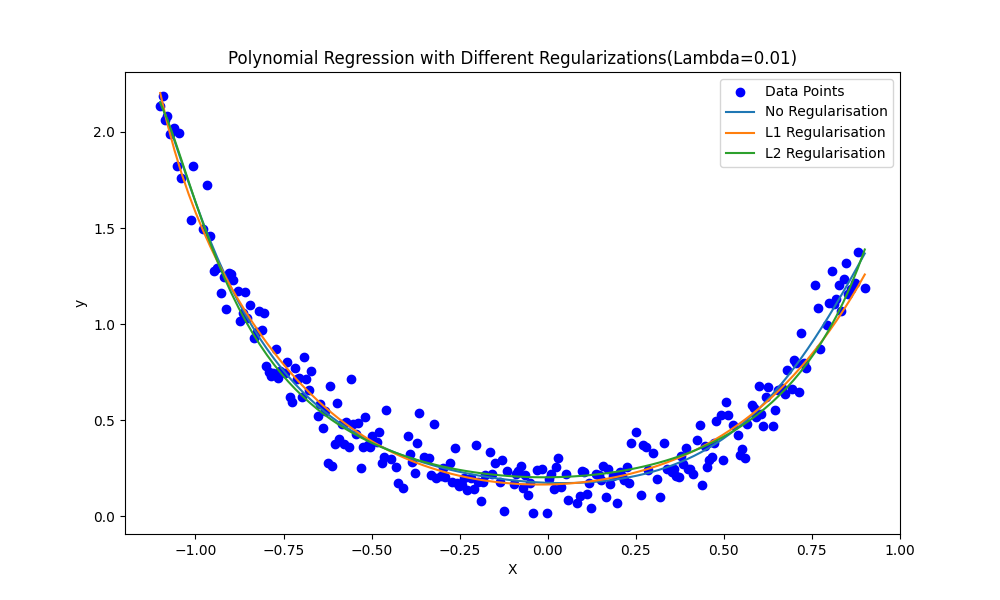 Polynomial Regression with Different Regularizations(Lambda=0.01)
Data Points
No Regularisation
L1 Regularisation
L2 Regularisation
2.0
1.5
1.0
0.5
0.0
y
−1.00 −0.75 −0.50 −0.25 0.00 0.25 0.50 0.75 1.00
X